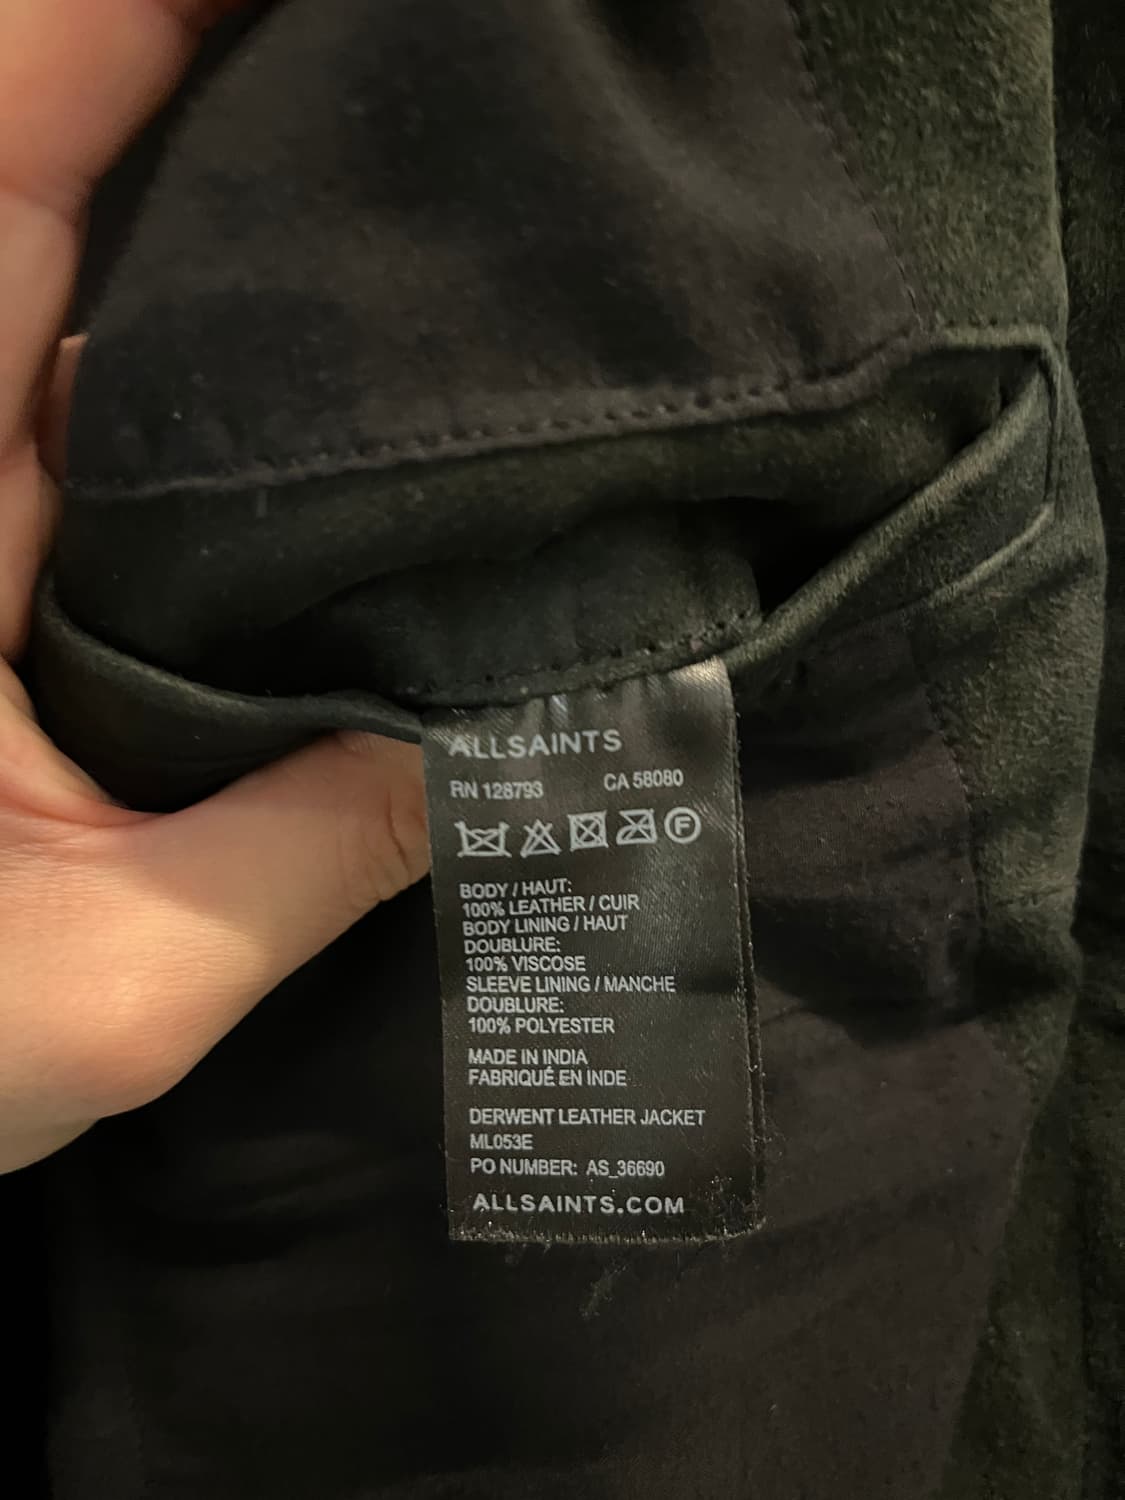 ALLSAINTS
RN 128793 CA 58080
F
BODY / HAUT:
100% LEATHER / CUIR
BODY LINING / HAUT
DOUBLURE:
100% VISCOSE
SLEEVE LINING / MANCHE
DOUBLURE:
100% POLYESTER
MADE IN INDIA
FABRIQUÉ EN INDE
DERWENT LEATHER JACKET
ML053E
PO NUMBER: AS_36690
ALLSAINTS.COM